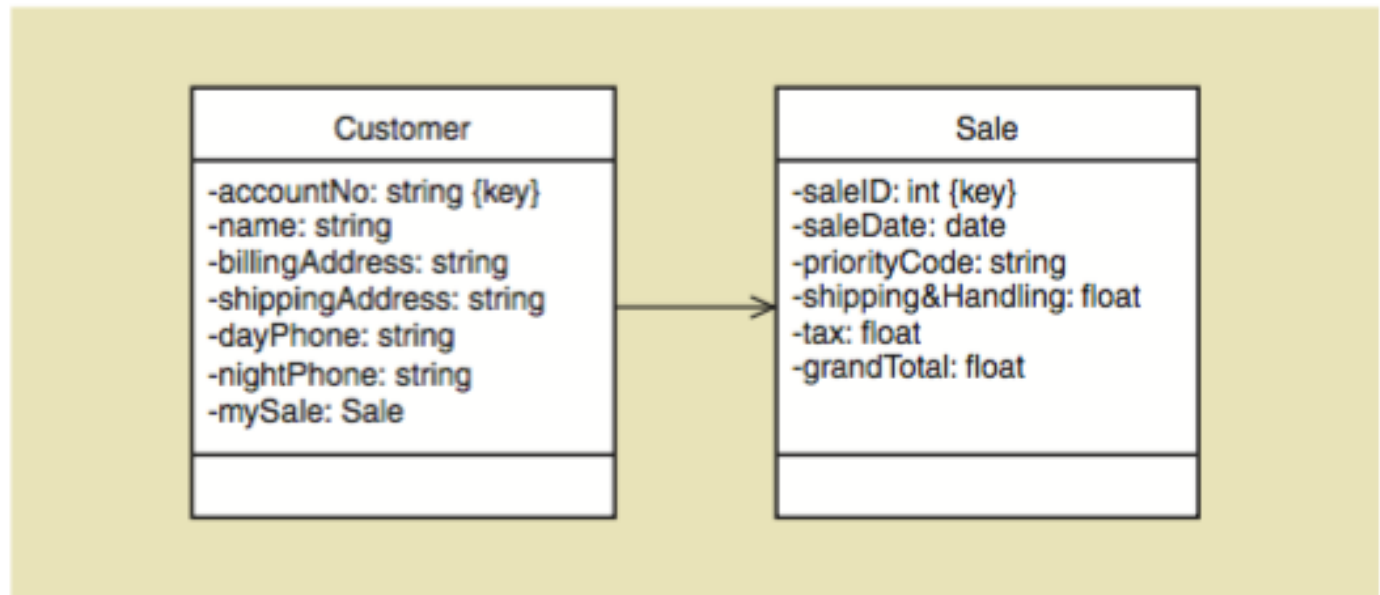 Customer
-accountNo: string {key}
-name: string
-billingAddress: string
-shippingAddress: string
-dayPhone: string
-nightPhone: string
-mySale: Sale
Sale
-saleID: int {key}
-saleDate: date
-priorityCode: string
-shipping&Handling: float
-tax: float
-grandTotal: float